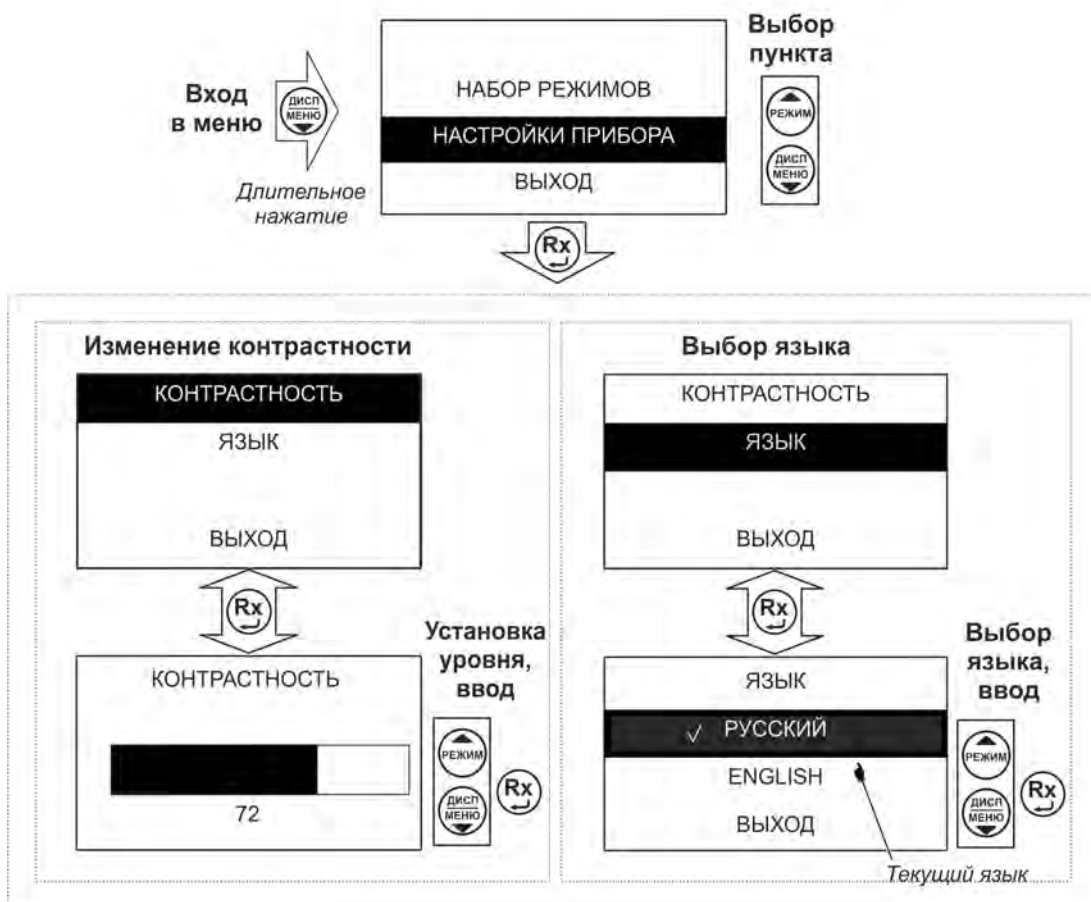 Вход
в меню
ДИСП
МЕНЮ
Длительное
нажатие
НАБОР РЕЖИМОВ
НАСТРОЙКИ ПРИБОРА
ВЫХОД
Выбор
пункта
РЕЖИМ
ДИСП
МЕНЮ
Rx
Изменение контрастности
КОНТРАСТНОСТЬ
ЯЗЫК
ВЫХОД
Rx
КОНТРАСТНОСТЬ
72
Установка
уровня,
ввод
РЕЖИМ
ДИСП
МЕНЮ
Rx
Выбор языка
КОНТРАСТНОСТЬ
ЯЗЫК
ВЫХОД
Rx
ЯЗЫК
√ РУССКИЙ
ENGLISH
ВЫХОД
Выбор
языка,
ввод
РЕЖИМ
ДИСП
МЕНЮ
Rx
Текущий язык